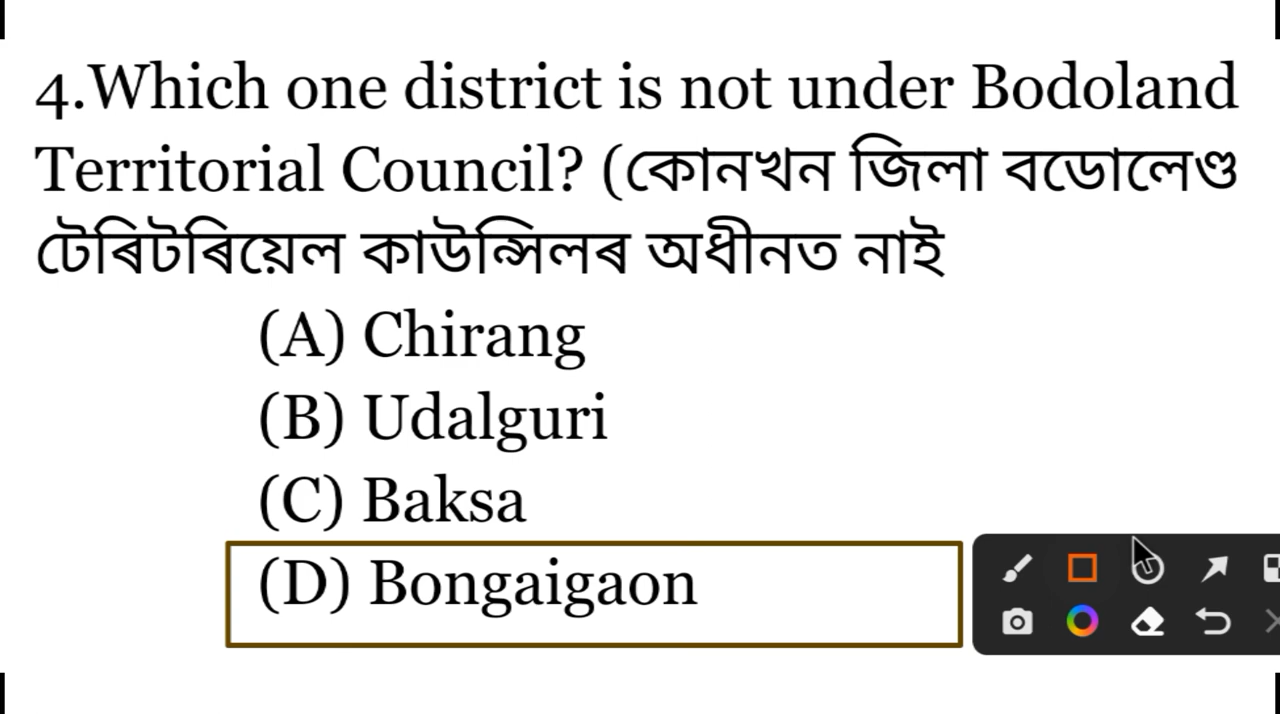 4.Which one district is not under Bodoland
Territorial Council? (কোনখন জিলা বডোলেণ্ড
টেৰিটৰিয়েল কাউন্সিলৰ অধীনত নাই
(A) Chirang
(B) Udalguri
(C) Baksa
(D) Bongaigaon